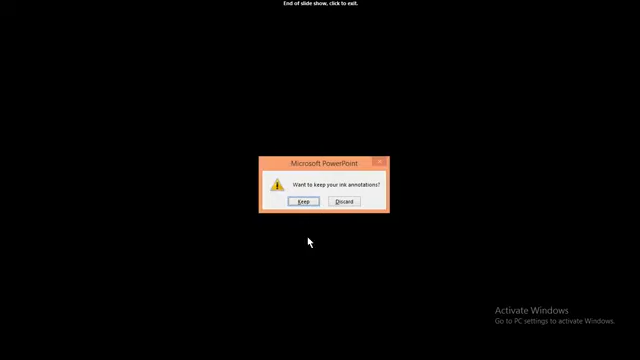 End of slide show, click to exit.
Microsoft PowerPoint
Want to keep your ink annotations?
Keep
Discard
Activate Windows
Go to PC settings to activate Windows.